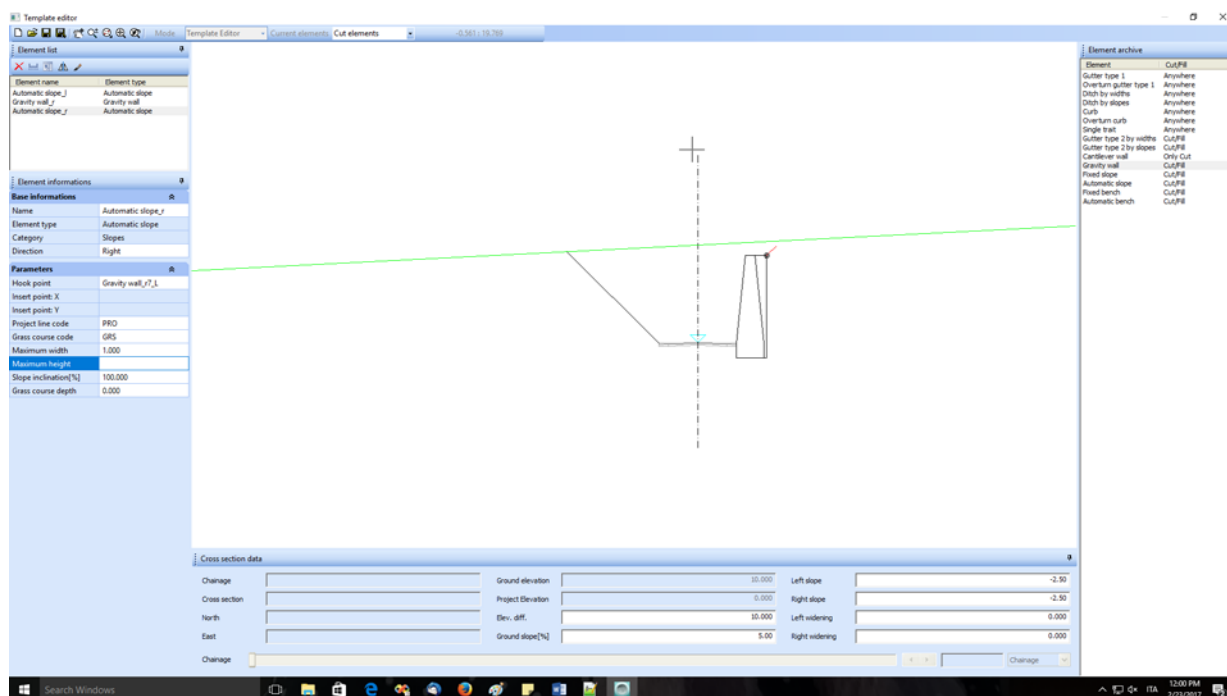 Template editor
Mode Template Editor Current elements Cut elements -0.561 ; 19.769
Element list
Element name Element type
Automatic slope_l Automatic slope
Gravity wall_r Gravity wall
Automatic slope_r Automatic slope
Element informations
Base informations
Name Automatic slope_r
Element type Automatic slope
Category Slopes
Direction Right
Parameters
Hook point Gravity wall_r7_L
Insert point: X
Insert point: Y
Project line code PRO
Grass course code GRS
Maximum width 1.000
Maximum height
Slope inclination[%] 100.000
Grass course depth 0.000
Cross section data
Chainage Ground elevation 10.000 Left slope -2.50
Cross section Project Elevation 0.000 Right slope -2.50
North Elev. diff. 10.000 Left widening 0.000
East Ground slope[%] 5.00 Right widening 0.000
Chainage Chainage
Element archive
Element Cut/Fill
Gutter type 1 Anywhere
Overturn gutter type 1 Anywhere
Ditch by widths Anywhere
Ditch by slopes Anywhere
Curb Anywhere
Overturn curb Anywhere
Single trait Anywhere
Gutter type 2 by widths Cut/Fill
Gutter type 2 by slopes Cut/Fill
Cantilever wall Only Cut
Gravity wall Cut/Fill
Fixed slope Cut/Fill
Automatic slope Cut/Fill
Fixed bench Cut/Fill
Automatic bench Cut/Fill
Search Windows
ITA
12:00 PM
2/23/2017